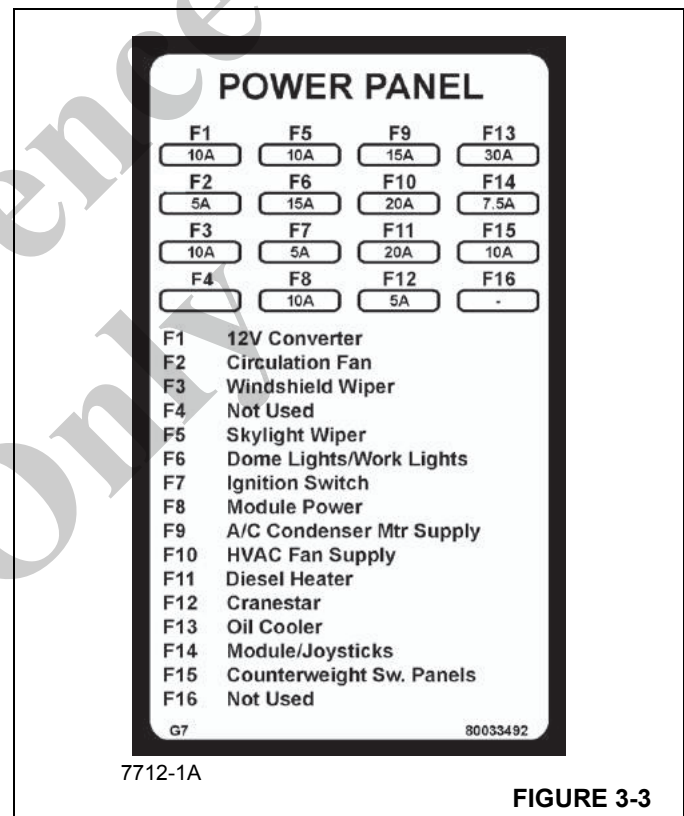 POWER PANEL
F1 F5 F9 F13
10A 10A 15A 30A
F2 F6 F10 F14
5A 15A 20A 7.5A
F3 F7 F11 F15
10A 5A 20A 10A
F4 F8 F12 F16
10A 5A -
F1 12V Converter
F2 Circulation Fan
F3 Windshield Wiper
F4 Not Used
F5 Skylight Wiper
F6 Dome Lights/Work Lights
F7 Ignition Switch
F8 Module Power
F9 A/C Condenser Mtr Supply
F10 HVAC Fan Supply
F11 Diesel Heater
F12 Cranestar
F13 Oil Cooler
F14 Module/Joysticks
F15 Counterweight Sw. Panels
F16 Not Used
G7 80033492
7712-1A
FIGURE 3-3
ence
Only